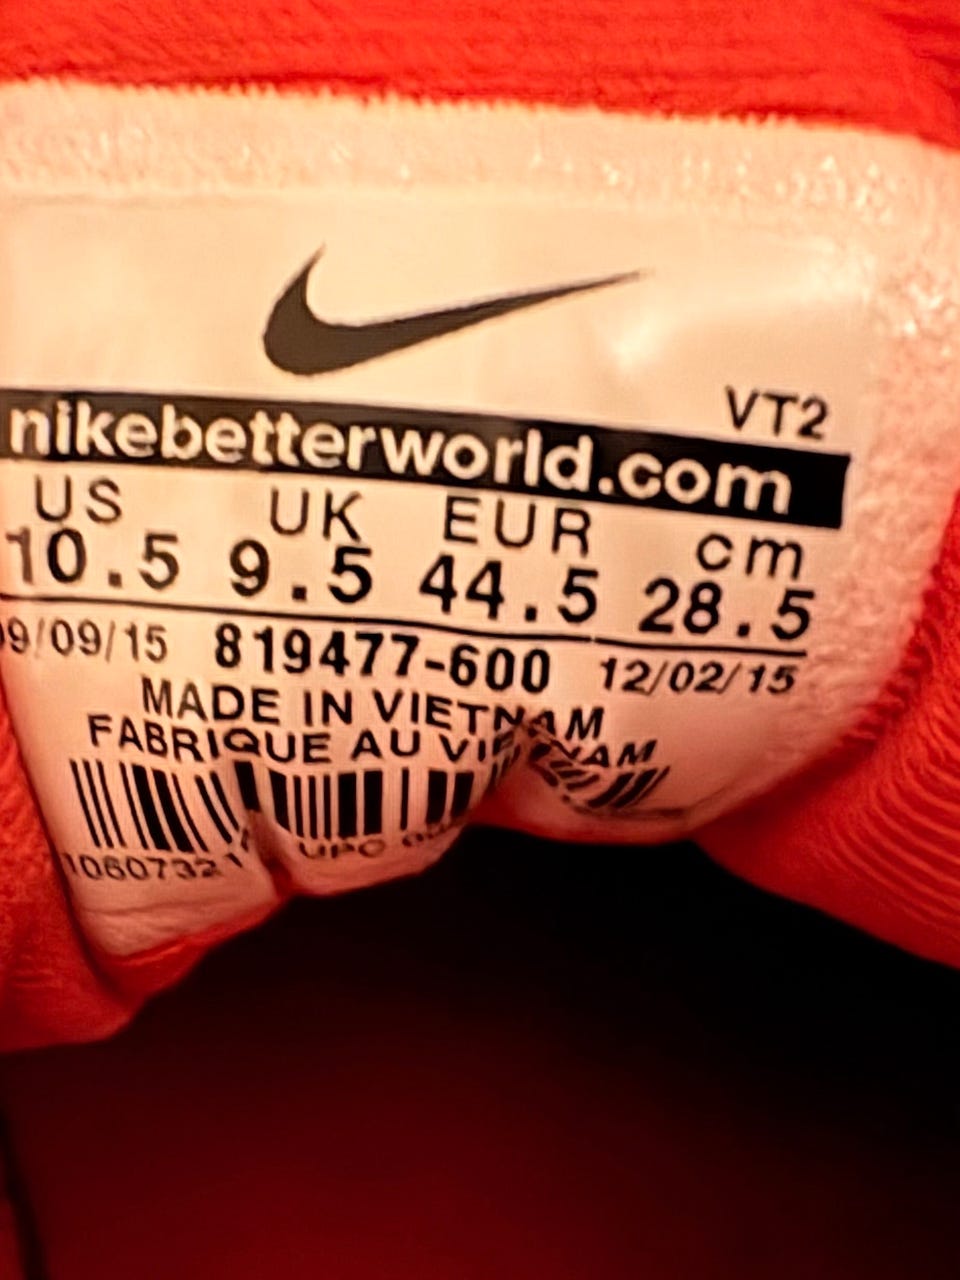 VT2
nikebetterworld.com
US UK EUR cm
10.5 9.5 44.5 28.5
09/09/15 819477-600 12/02/15
MADE IN VIETNAM
FABRIQUE AU VIETNAM
UPC